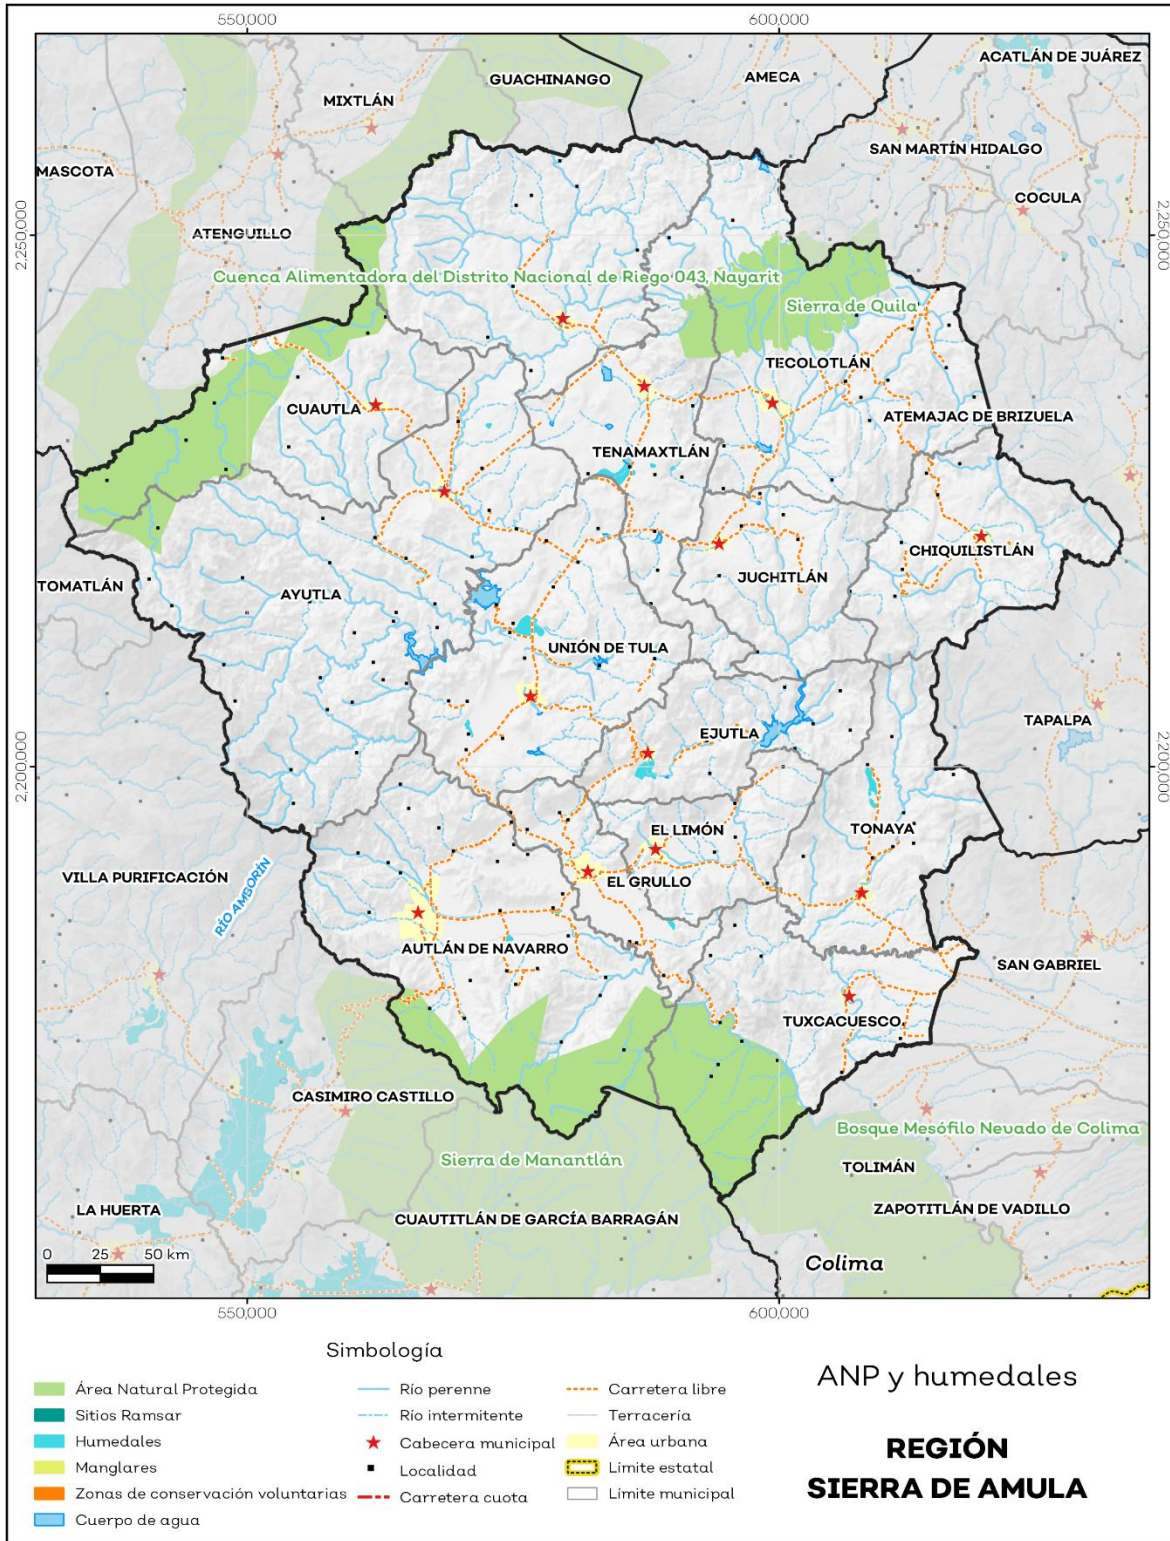 550,000
600,000
ACATLÁN DE JUÁREZ
GUACHINANGO
AMECA
MIXTLÁN
SAN MARTÍN HIDALGO
MASCOTA
COCULA
ATENGUILLO
2,250,000
2,250,000
Cuenca Alimentadora del Distrito Nacional de Riego 043, Nayarit
Sierra de Quila
TECOLOTLÁN
CUAUTLA
ATEMAJAC DE BRIZUELA
TENAMAXTLÁN
CHIQUILISTLÁN
JUCHITLÁN
TOMATLÁN
AYUTLA
UNIÓN DE TULA
TAPALPA
EJUTLA
2,200,000
2,200,000
EL LIMÓN
TONAYA
VILLA PURIFICACIÓN
EL GRULLO
RÍO AMBORÍN
AUTLÁN DE NAVARRO
SAN GABRIEL
TUXCACUESCO
CASIMIRO CASTILLO
Bosque Mesófilo Nevado de Colima
Sierra de Manantlán
TOLIMÁN
LA HUERTA
CUAUTITLÁN DE GARCÍA BARRAGÁN
ZAPOTITLÁN DE VADILLO
0 25 50 km
Colima
550,000
600,000
Simbología
Área Natural Protegida
Sitios Ramsar
Humedales
Manglares
Zonas de conservación voluntarias
Cuerpo de agua
Río perenne
Río intermitente
Cabecera municipal
Localidad
Carretera cuota
Carretera libre
Terracería
Área urbana
Límite estatal
Límite municipal
ANP y humedales
REGIÓN
SIERRA DE AMULA